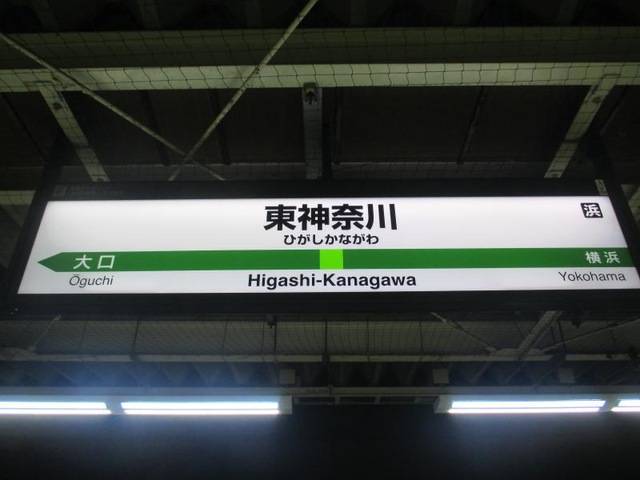 東神奈川
浜
ひがしかながわ
大口
横浜
Ōguchi
Higashi-Kanagawa
Yokohama